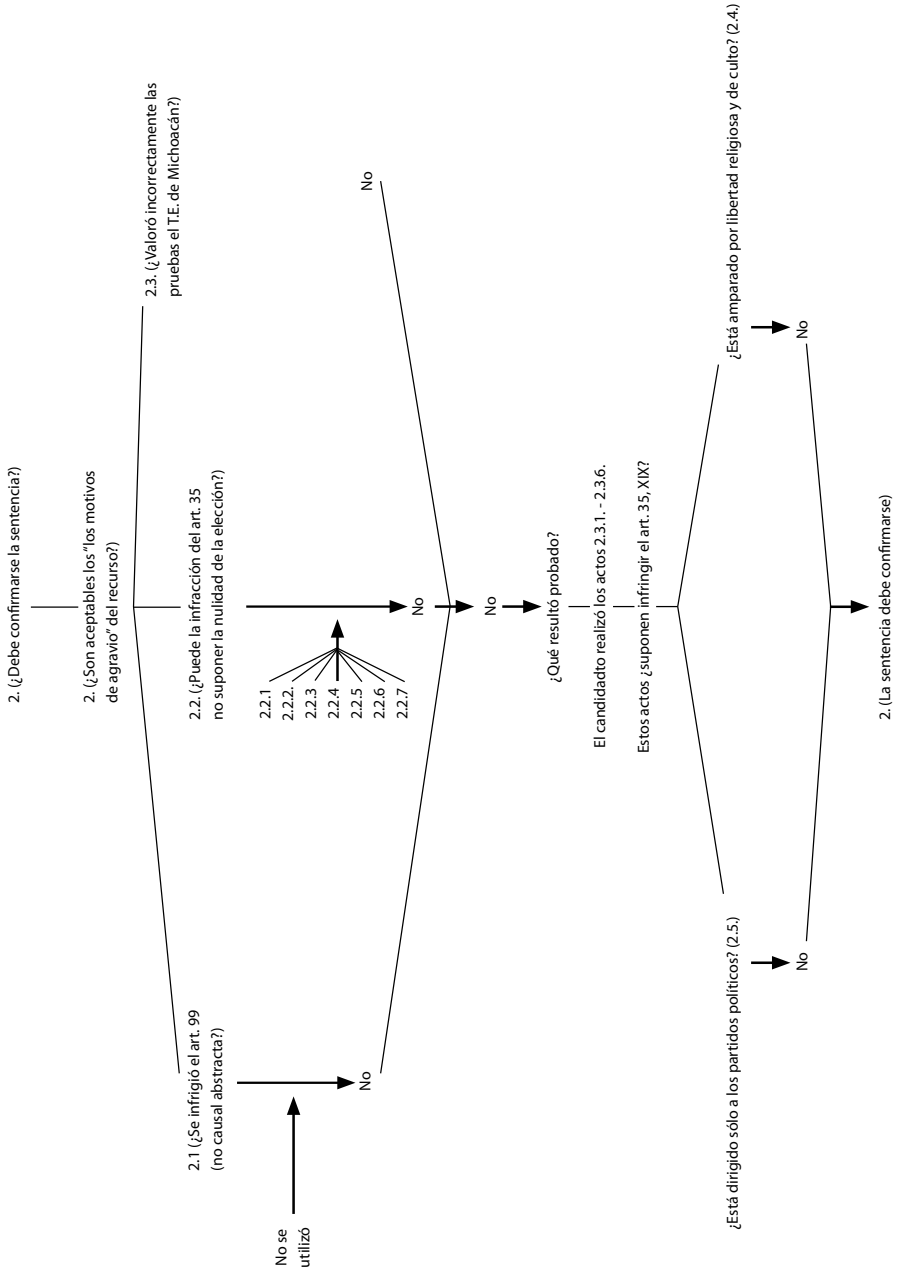 2. (¿Debe confirmarse la sentencia?)
2. (¿Son aceptables los "los motivos
de agravio" del recurso?)
2.1 (¿Se infrigió el art. 99
(no causal abstracta?)
No se
utilizó
No
2.2. (¿Puede la infracción del art. 35
no suponer la nulidad de la elección?)
2.2.1
2.2.2.
2.2.3
2.2.4
2.2.5
2.2.6
2.2.7
No
2.3. (¿Valoró incorrectamente las
pruebas el T.E. de Michoacán?)
No
No
¿Qué resultó probado?
El candidadto realizó los actos 2.3.1. - 2.3.6.
Estos actos ¿suponen infringir el art. 35, XIX?
¿Está dirigido sólo a los partidos políticos? (2.5.)
No
¿Está amparado por libertad religiosa y de culto? (2.4.)
No
2. (La sentencia debe confirmarse)